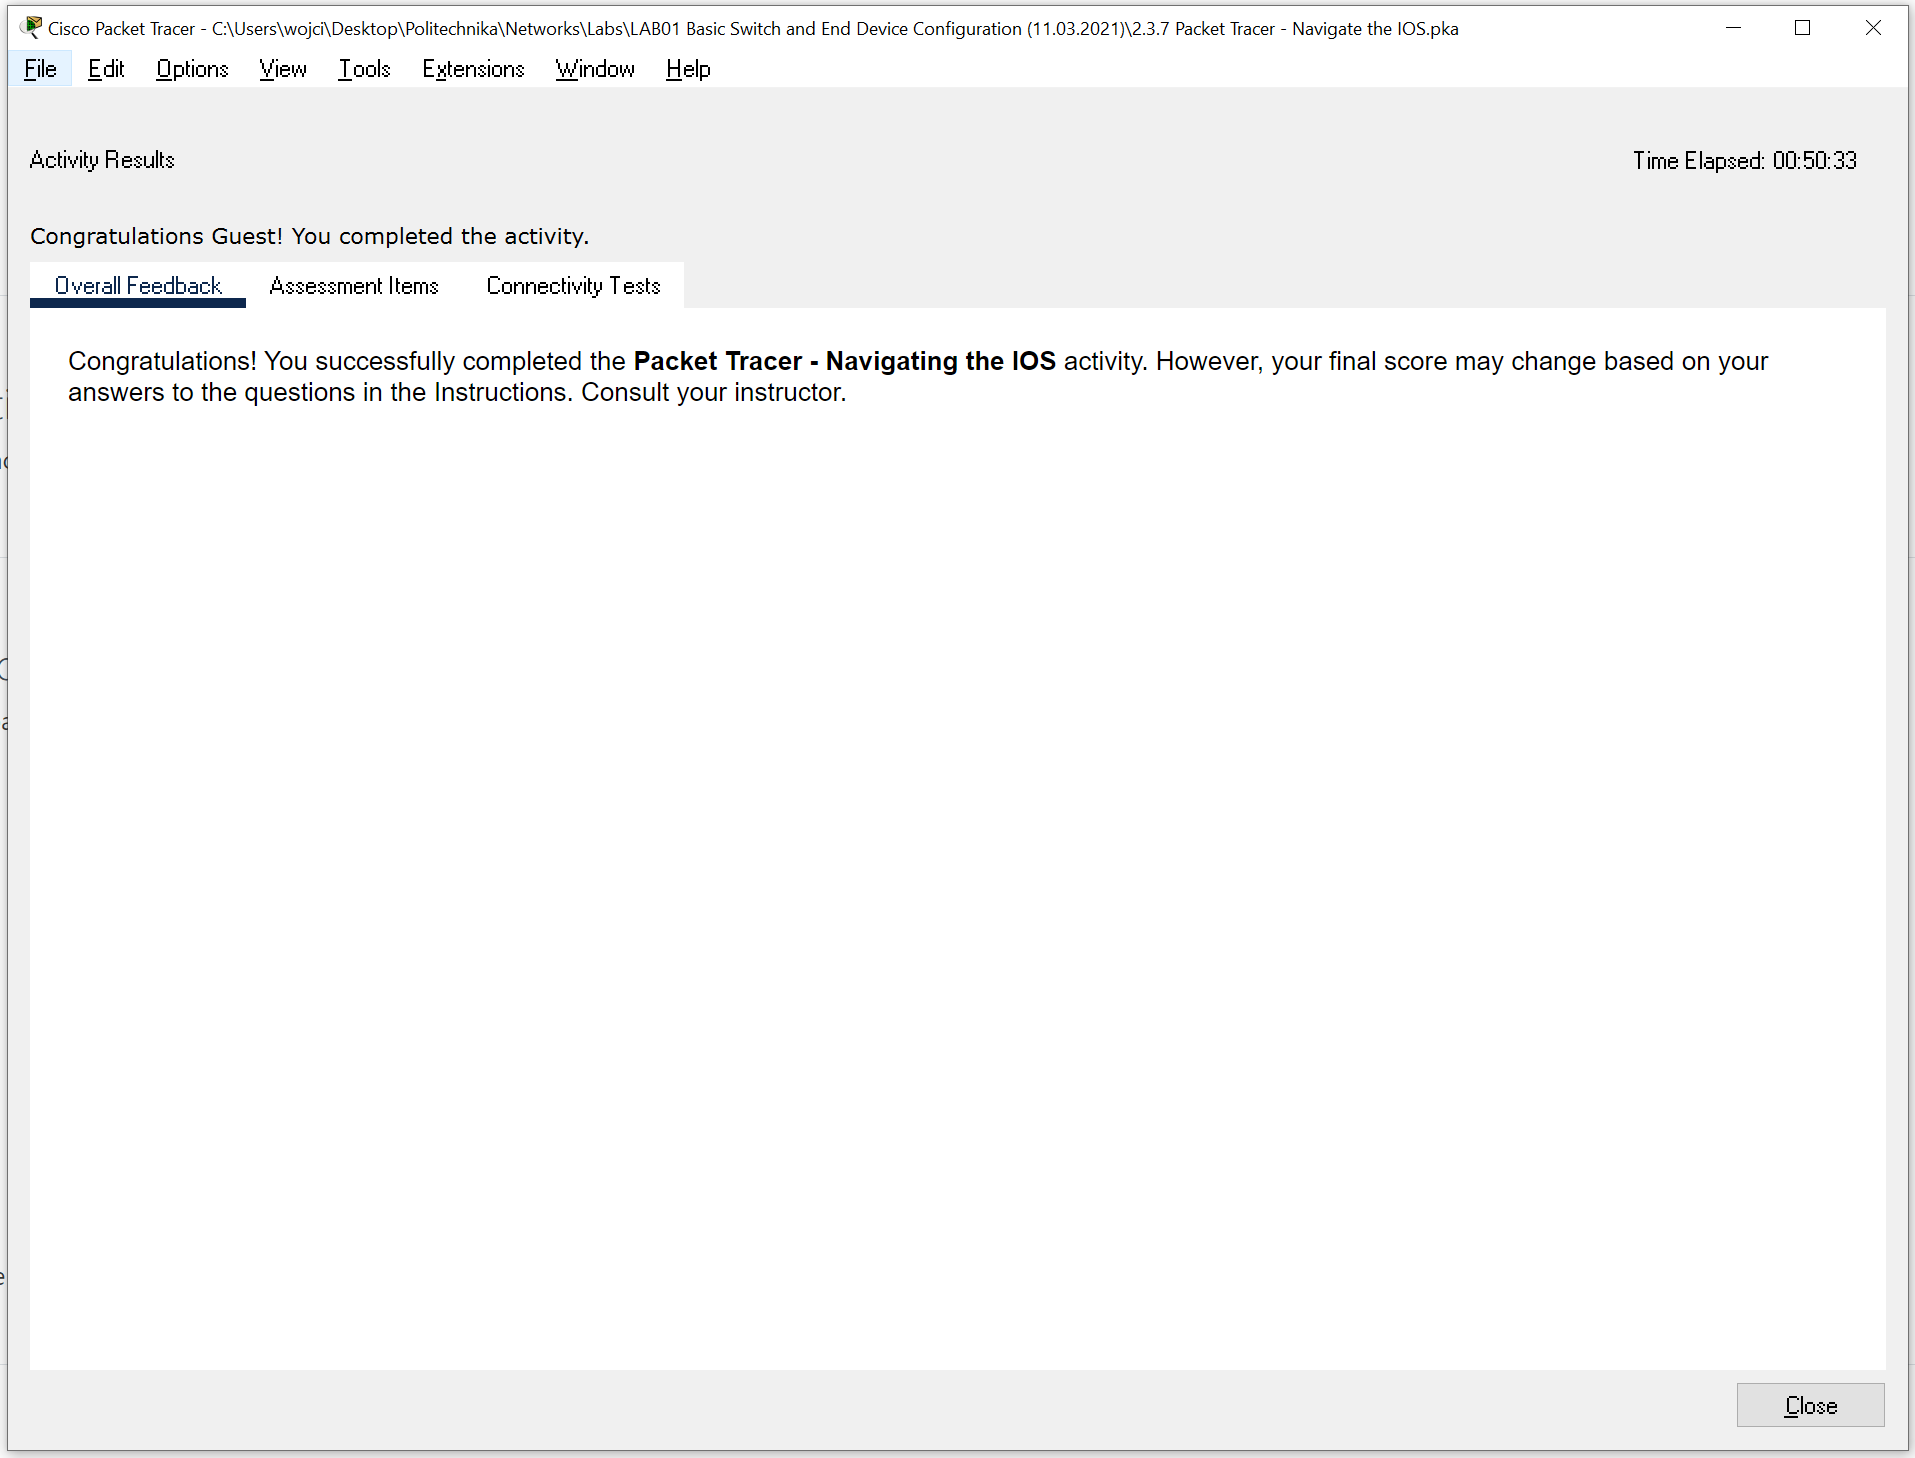 Cisco Packet Tracer - C:\Users\wojci\Desktop\Politechnika\Networks\Labs\LAB01 Basic Switch and End Device Configuration (11.03.2021)\2.3.7 Packet Tracer - Navigate the IOS.pka
File Edit Options View Tools Extensions Window Help
Activity Results
Time Elapsed: 00:50:33
Congratulations Guest! You completed the activity.
Overall Feedback Assessment Items Connectivity Tests
Congratulations! You successfully completed the Packet Tracer - Navigating the IOS activity. However, your final score may change based on your
answers to the questions in the Instructions. Consult your instructor.
Close